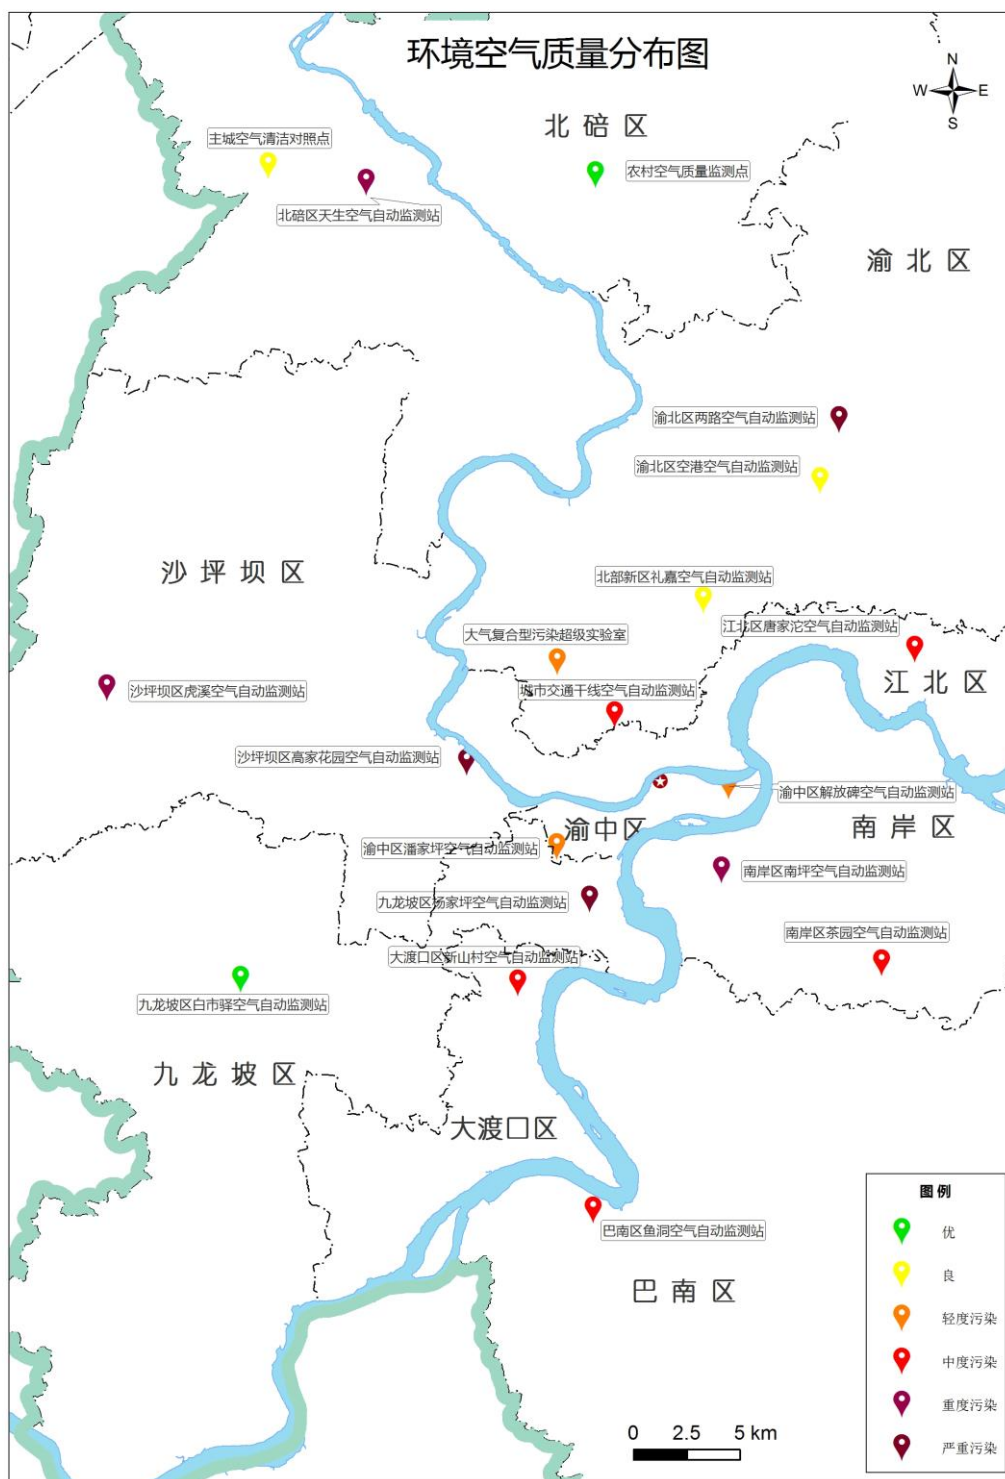 环境空气质量分布图
N
W
E
S
北碚区
主城空气清洁对照点
农村空气质量监测点
北碚区天生空气自动监测站
渝北区
渝北区两路空气自动监测站
渝北区空港空气自动监测站
沙坪坝区
北部新区礼嘉空气自动监测站
江北区唐家沱空气自动监测站
大气复合型污染超级实验室
江北区
沙坪坝区虎溪空气自动监测站
城市交通干线空气自动监测站
沙坪坝区高家花园空气自动监测站
渝中区解放碑空气自动监测站
渝中区
南岸区
渝中区潘家坪空气自动监测站
南岸区南坪空气自动监测站
九龙坡区杨家坪空气自动监测站
南岸区茶园空气自动监测站
大渡口区新山村空气自动监测站
九龙坡区白市驿空气自动监测站
九龙坡区
大渡口区
巴南区鱼洞空气自动监测站
巴南区
图例
优
良
轻度污染
中度污染
重度污染
严重污染
0 2.5 5 km